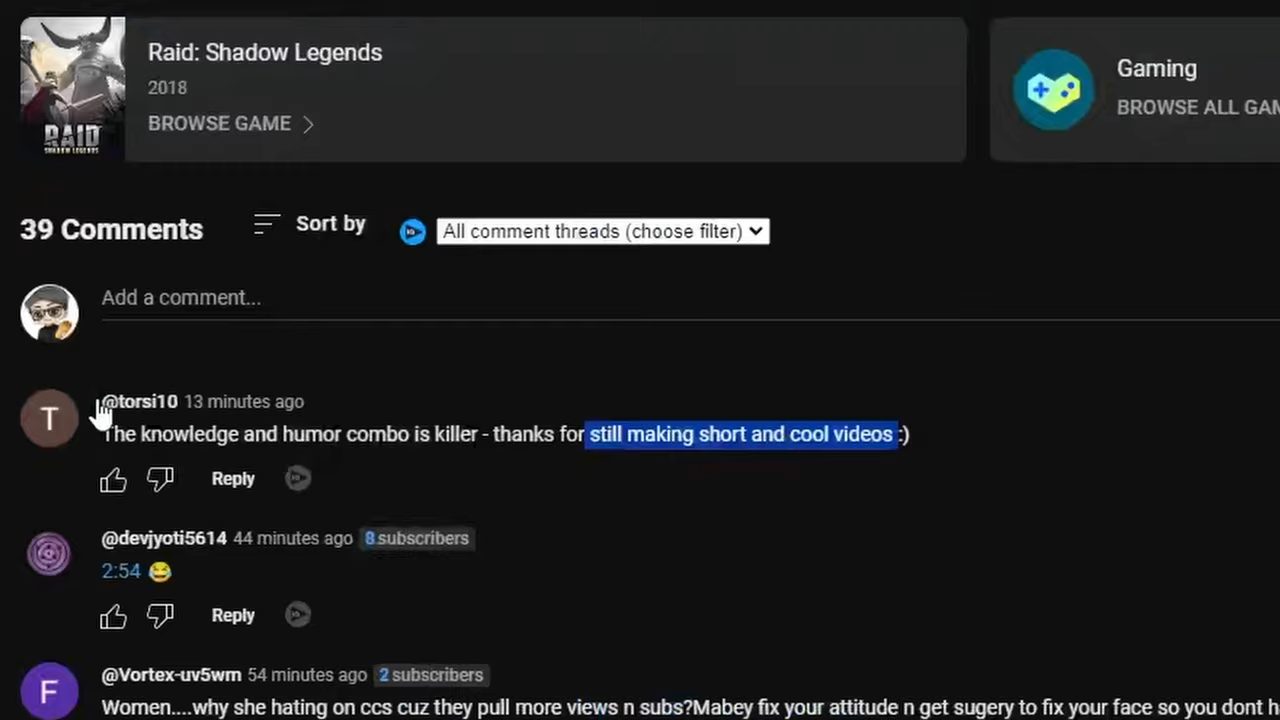 Raid: Shadow Legends
2018
BROWSE GAME
RAID
SHADOW LEGENDS
Gaming
BROWSE ALL GAM
39 Comments
Sort by
All comment threads (choose filter)
Add a comment...
T
@torsi10 13 minutes ago
The knowledge and humor combo is killer - thanks for still making short and cool videos :)
Reply
@devjyoti5614 44 minutes ago 8 subscribers
2:54 😂
Reply
F
@Vortex-uv5wm 54 minutes ago 2 subscribers
Women....why she hating on ccs cuz they pull more views n subs?Mabey fix your attitude n get sugery to fix your face so you dont h